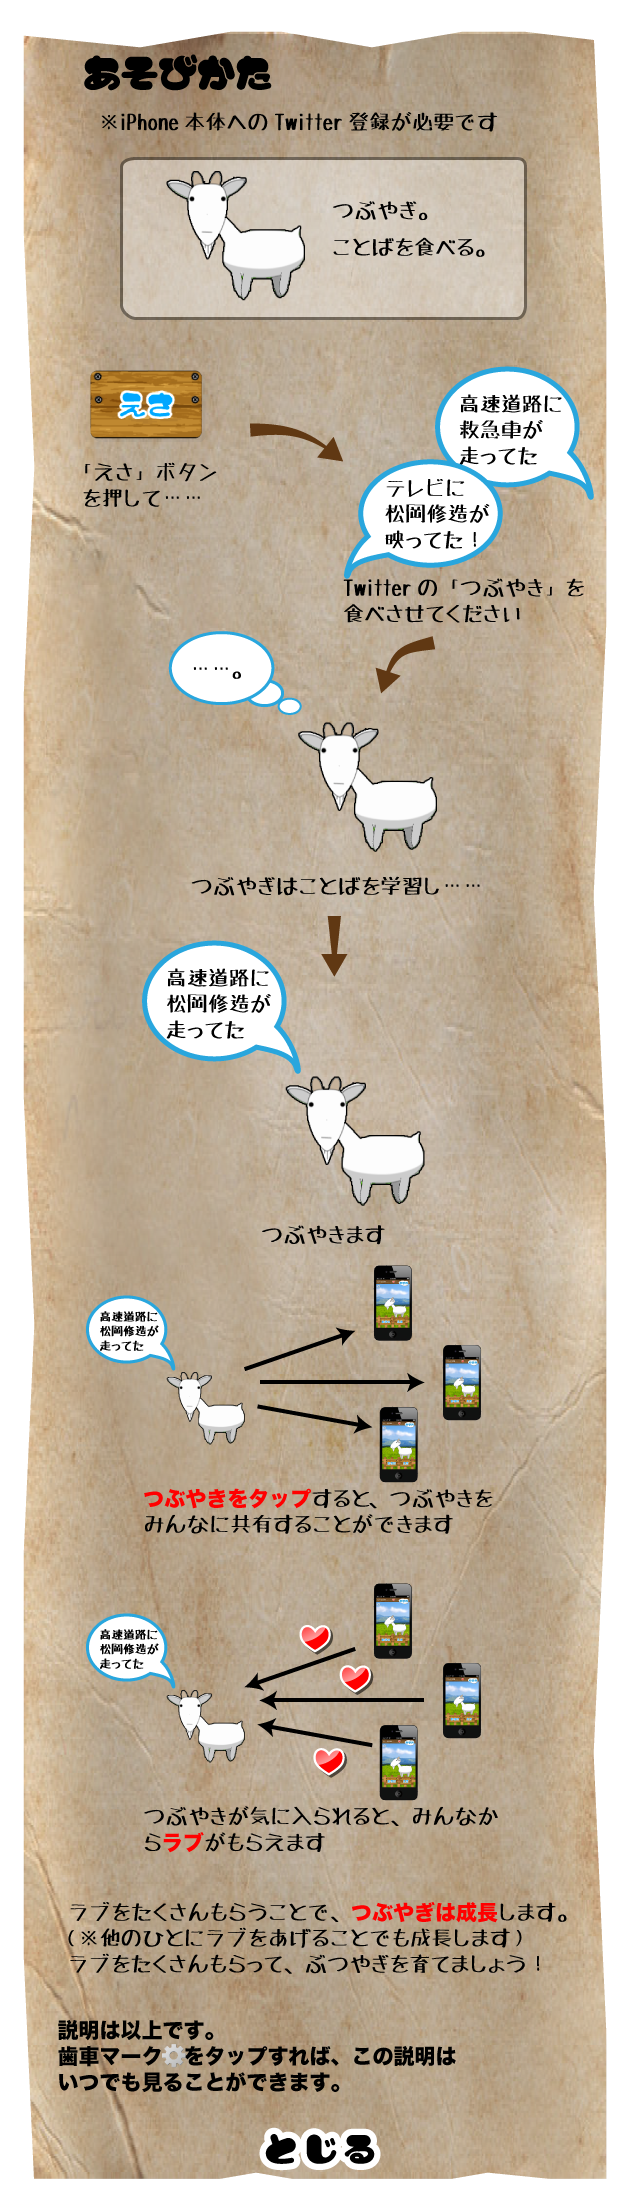 あそびかた
※iPhone 本体への Twitter 登録が必要です
つぶやぎ。
ことばを食べる。
えさ
「えさ」ボタン
を押して……
高速道路に
救急車が
走ってた
テレビに
松岡修造が
映ってた！
Twitter の「つぶやき」を
食べさせてください
……。
つぶやぎはことばを学習し……
高速道路に
松岡修造が
走ってた
つぶやきます
高速道路に
松岡修造が
走ってた
つぶやきをタップすると、つぶやきを
みんなに共有することができます
高速道路に
松岡修造が
走ってた
つぶやきが気に入られると、みんなか
らラブがもらえます
ラブをたくさんもらうことで、つぶやぎは成長します。
(※他のひとにラブをあげることでも成長します)
ラブをたくさんもらって、ぶつやぎを育てましょう！
説明は以上です。
歯車マークをタップすれば、この説明は
いつでも見ることができます。
とじる